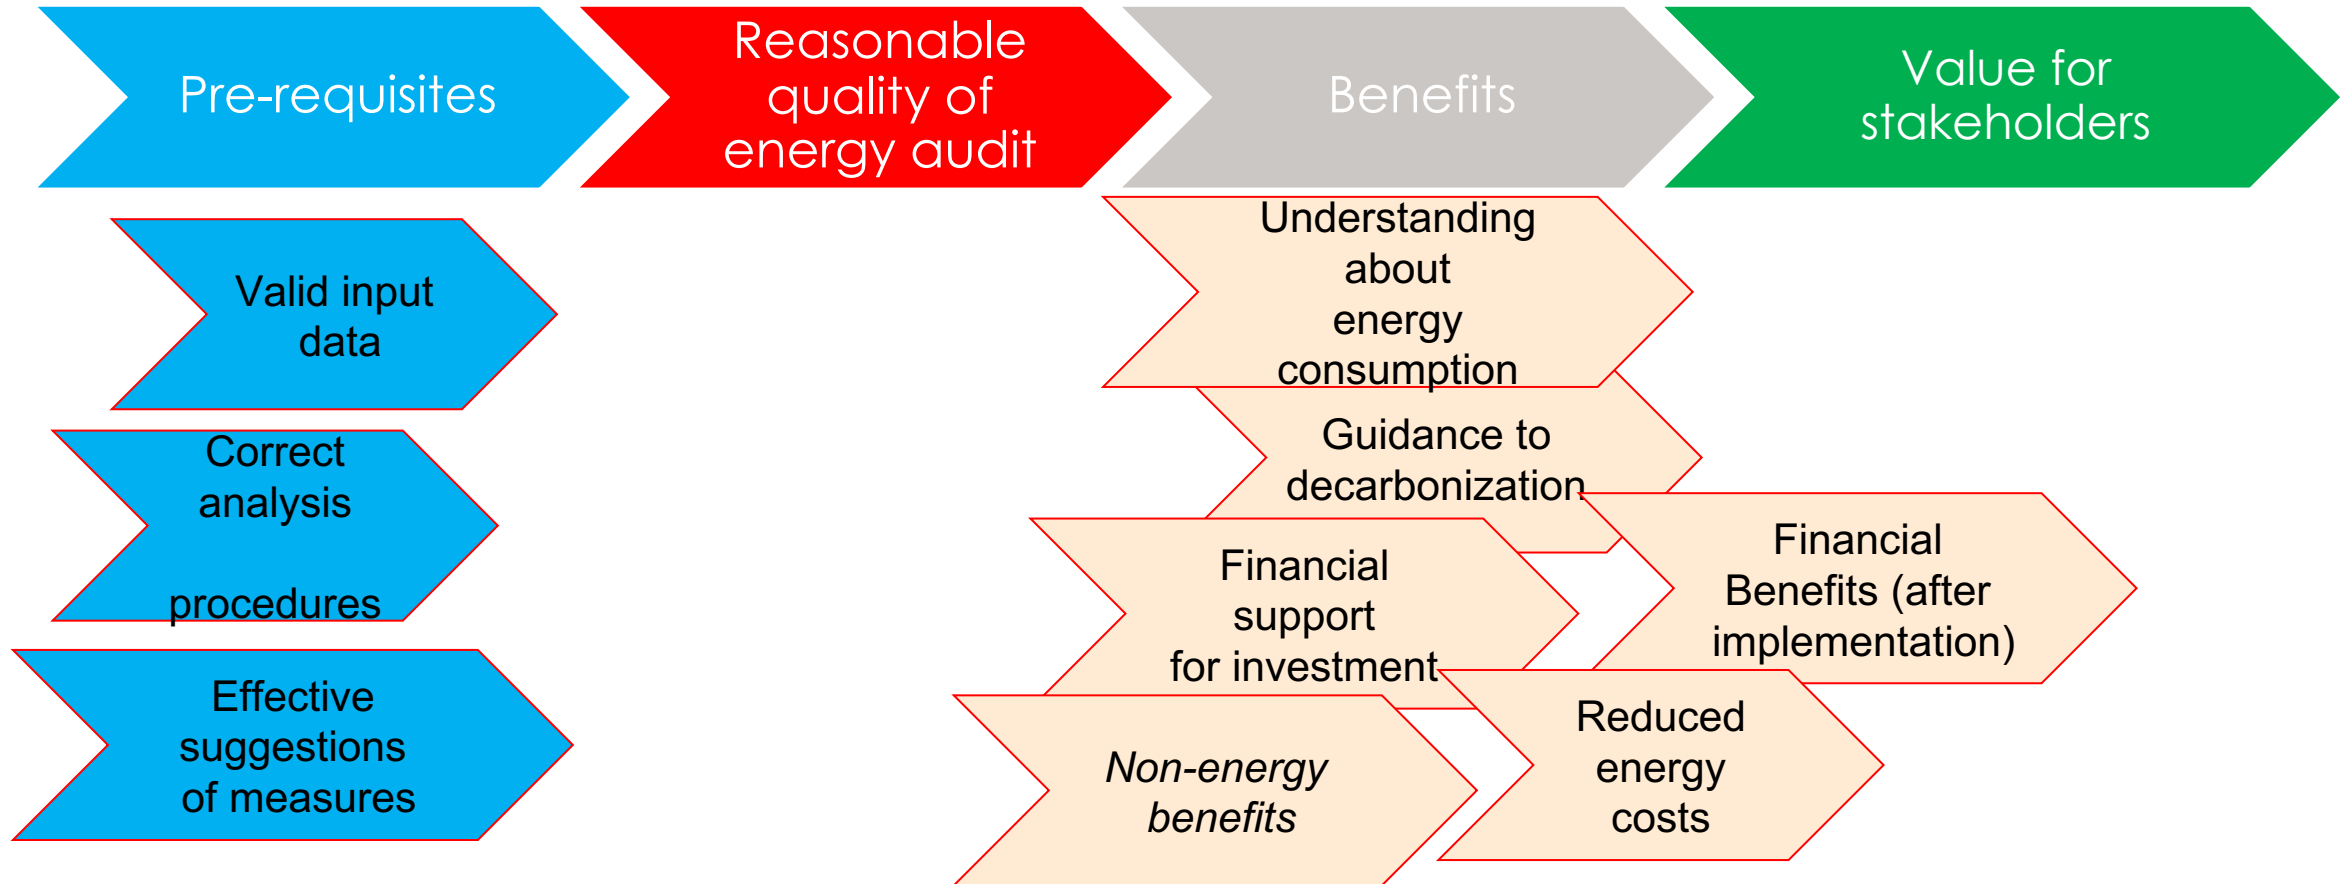 Pre-requisites
Reasonable
quality of
energy audit
Benefits
Value for
stakeholders
Valid input
data
Correct
analysis
procedures
Effective
suggestions
of measures
Understanding
about
energy
consumption
Guidance to
decarbonization
Financial
support
for investment
Financial
Benefits (after
implementation)
Non-energy
benefits
Reduced
energy
costs